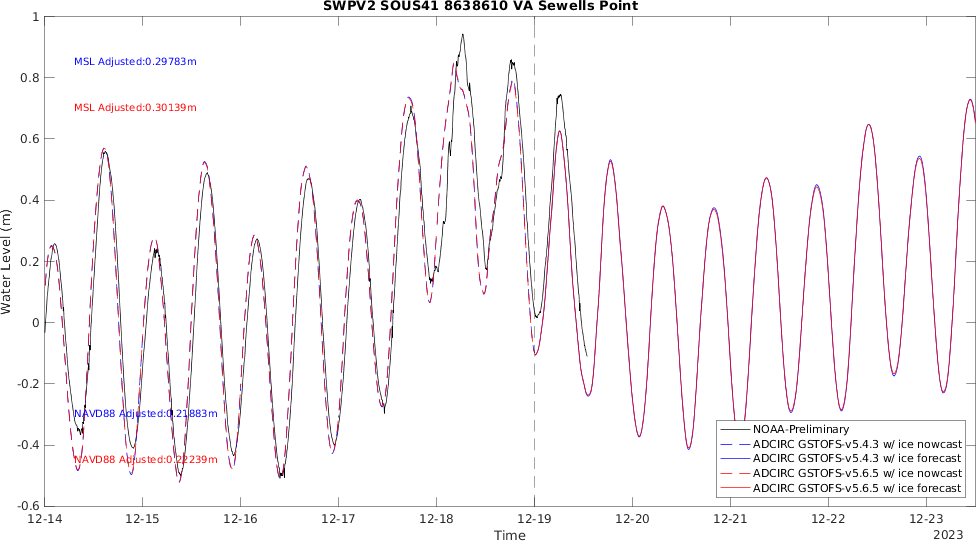 SWPV2 SOUS41 8638610 VA Sewells Point
1
MSL Adjusted:0.29783m
0.8
MSL Adjusted:0.30139m
0.6
0.4
0.2
0
-0.2
NAVD88 Adjusted:0.21883m
-0.4
NAVD88 Adjusted:0.22239m
-0.6
Water Level (m)
NOAA-Preliminary
ADCIRC GSTOFS-v5.4.3 w/ ice nowcast
ADCIRC GSTOFS-v5.4.3 w/ ice forecast
ADCIRC GSTOFS-v5.6.5 w/ ice nowcast
ADCIRC GSTOFS-v5.6.5 w/ ice forecast
12-14 12-15 12-16 12-17 12-18 12-19 12-20 12-21 12-22 12-23
Time
2023